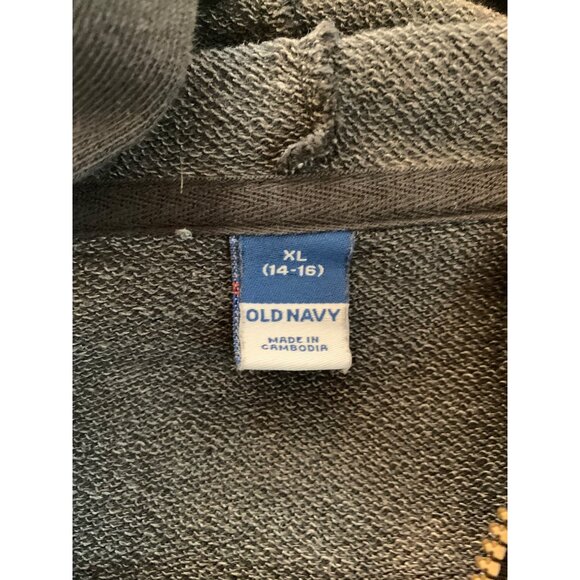 XL
(14-16)
OLD NAVY
MADE IN
CAMBODIA